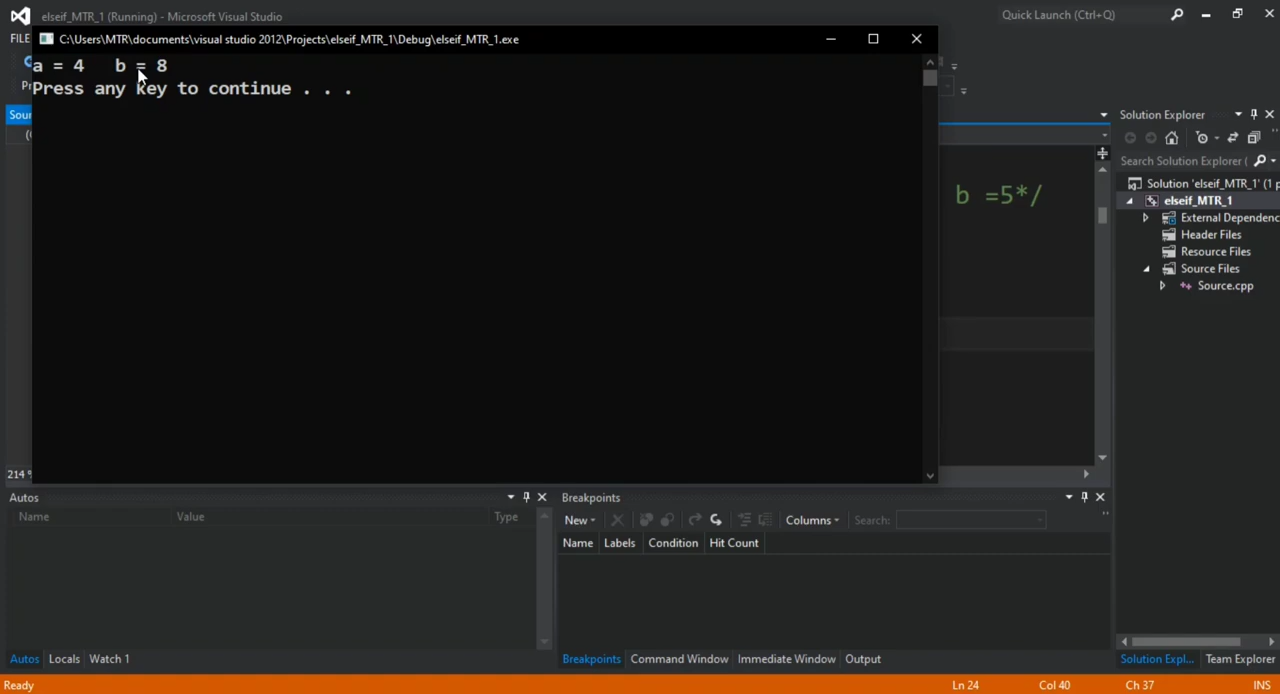 elseif_MTR_1 (Running) - Microsoft Visual Studio
Quick Launch (Ctrl+Q)
FILE
C:\Users\MTR\documents\visual studio 2012\Projects\elseif_MTR_1\Debug\elseif_MTR_1.exe
a = 4   b = 8
Press any key to continue . . .
b =5*/
Solution Explorer
Search Solution Explorer (
Solution 'elseif_MTR_1' (1 p
elseif_MTR_1
External Dependenc
Header Files
Resource Files
Source Files
Source.cpp
214 %
Autos
Name Value Type
Breakpoints
New Columns Search:
Name Labels Condition Hit Count
Autos Locals Watch 1
Breakpoints Command Window Immediate Window Output
Solution Expl... Team Explorer
Ready Ln 24 Col 40 Ch 37 INS